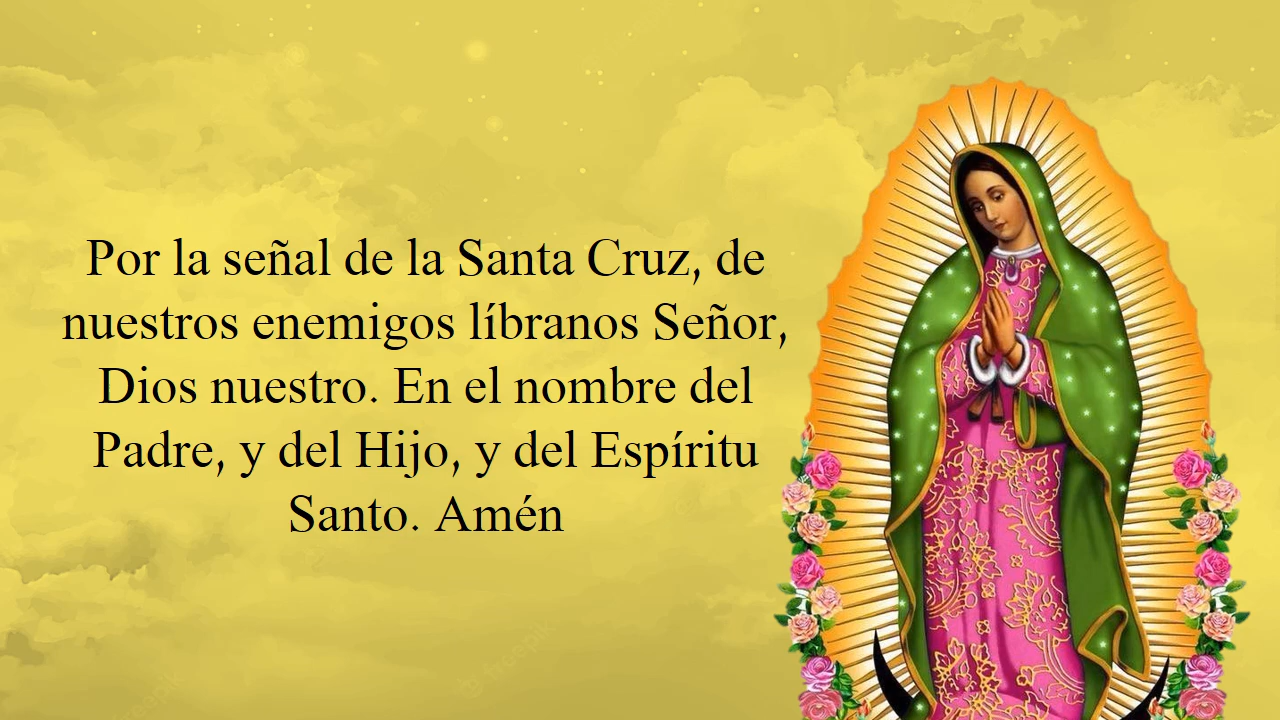 Por la señal de la Santa Cruz, de
nuestros enemigos líbranos Señor,
Dios nuestro. En el nombre del
Padre, y del Hijo, y del Espíritu
Santo. Amén